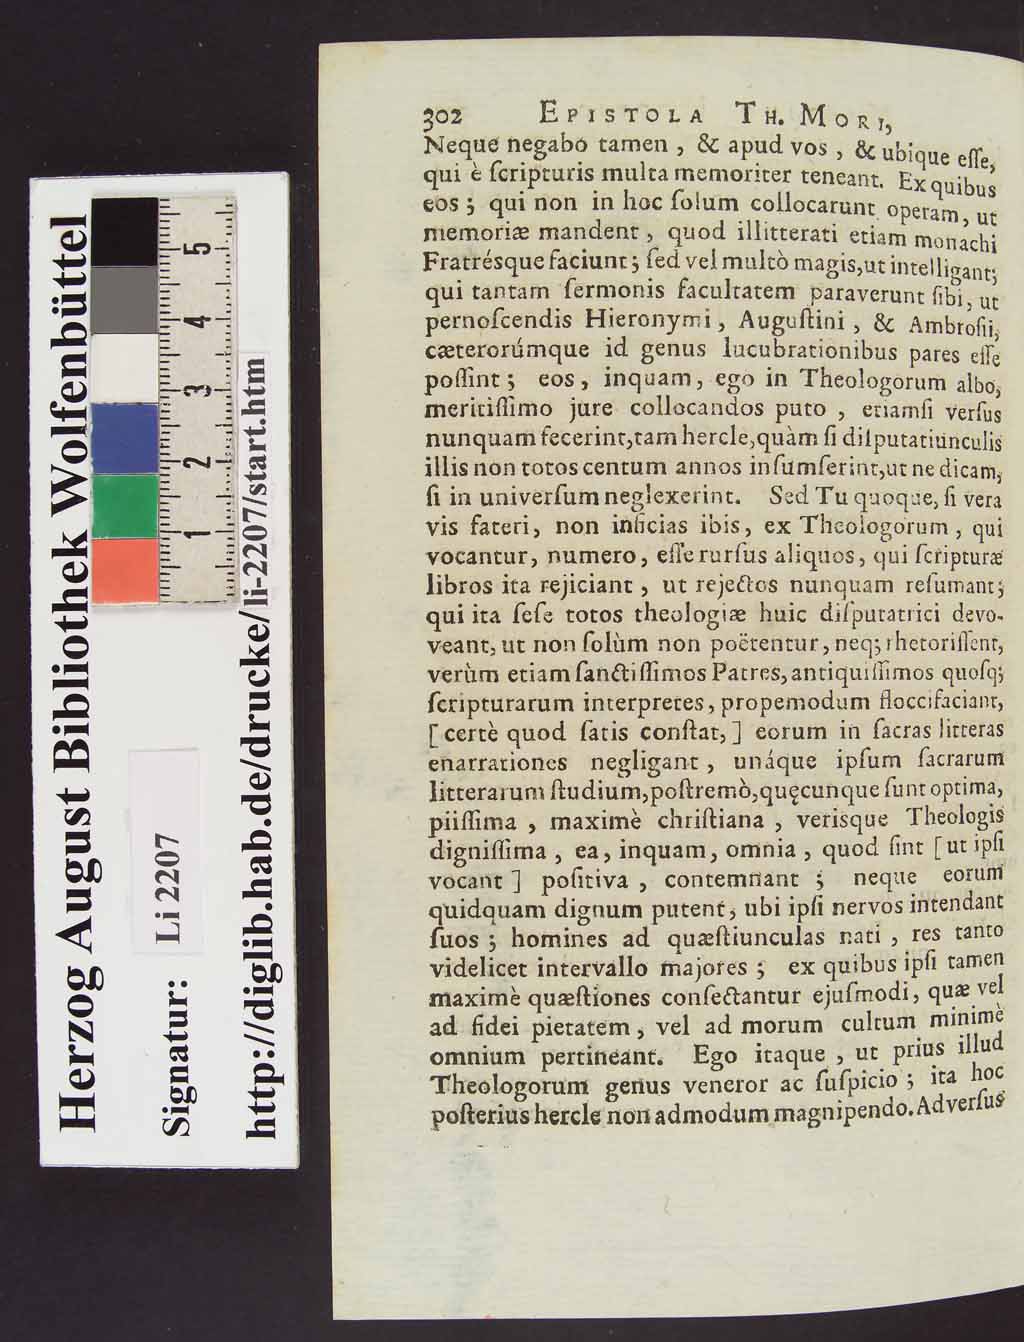 302 EPISTOLA TH. MORI,
Neque negabo tamen , & apud vos , & ubique eſſe,
qui è ſcripturis multa memoriter teneant. Ex quibus
eos ; qui non in hoc ſolum collocarunt operam, ut
memoriæ mandent , quod illitterati etiam monachi
Fratrésque faciunt ; ſed vel multò magis,ut intelligant;
qui tantam ſermonis facultatem paraverunt ſibi, ut
pernoſcendis Hieronymi , Auguſtini , & Ambroſii,
cæterorúmque id genus lucubrationibus pares eſſe
poſſint ; eos , inquam , ego in Theologorum albo,
meritiſſimo jure collocandos puto , etiamſi verſus
nunquam fecerint,tam hercle,quàm ſi diſputatiunculis
illis non totos centum annos inſumſerint,ut ne dicam,
ſi in univerſum neglexerint. Sed Tu quoque, ſi vera
vis fateri, non inficias ibis, ex Theologorum , qui
vocantur, numero, eſſe rurſus aliquos, qui ſcripturæ
libros ita rejiciant , ut rejectos nunquam reſumant;
qui ita ſeſe totos theologiæ huic diſputatrici devo-
veant, ut non ſolùm non poëtentur, neq; rhetoriſſent,
verùm etiam ſanctiſſimos Patres, antiquiſſimos quoſq;
ſcripturarum interpretes, propemodum floccifaciant,
[ certè quod ſatis conſtat, ] eorum in ſacras litteras
enarrationes negligant , unáque ipſum ſacrarum
litterarum ſtudium,poſtremò,quęcunque ſunt optima,
piiſſima , maximè chriſtiana , verisque Theologis
digniſſima , ea, inquam, omnia , quod ſint [ ut ipſi
vocant ] poſitiva , contemnant ; neque eorum
quidquam dignum putent, ubi ipſi nervos intendant
ſuos ; homines ad quæſtiunculas nati , res tanto
videlicet intervallo majores ; ex quibus ipſi tamen
maximè quæſtiones conſectantur ejuſmodi, quæ vel
ad fidei pietatem , vel ad morum cultum minimè
omnium pertineant. Ego itaque , ut prius illud
Theologorum genus veneror ac ſuſpicio ; ita hoc
poſterius hercle non admodum magnipendo. Adverſus
Herzog August Bibliothek Wolfenbüttel
Signatur: Li 2207
http://diglib.hab.de/drucke/li-2207/start.htm
5
4
3
2
1